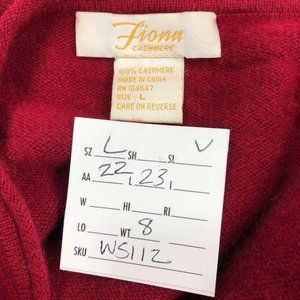 Fiona
CASHMERE
100% CASHMERE
MADE IN CHINA
RN 104647
SIZE: L
CARE ON REVERSE
SZ L SH SL V
AA 22 L 23 I
W HI RI
LO WT 8
SKU WS112